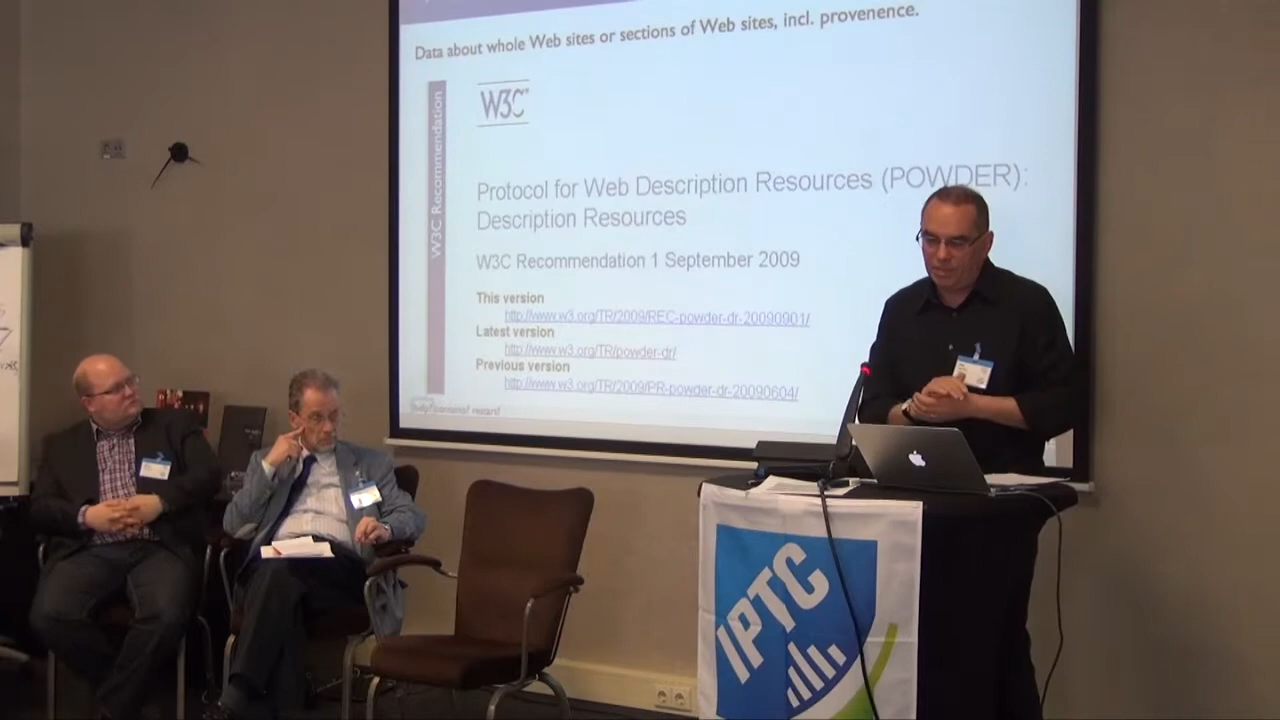 Data about whole Web sites or sections of Web sites, incl. provenence.
W3C Recommendation
W3C
Protocol for Web Description Resources (POWDER):
Description Resources
W3C Recommendation 1 September 2009
This version
http://www.w3.org/TR/2009/REC-powder-dr-20090901/
Latest version
http://www.w3.org/TR/powder-dr/
Previous version
http://www.w3.org/TR/2009/PR-powder-dr-20090604/
IPTC